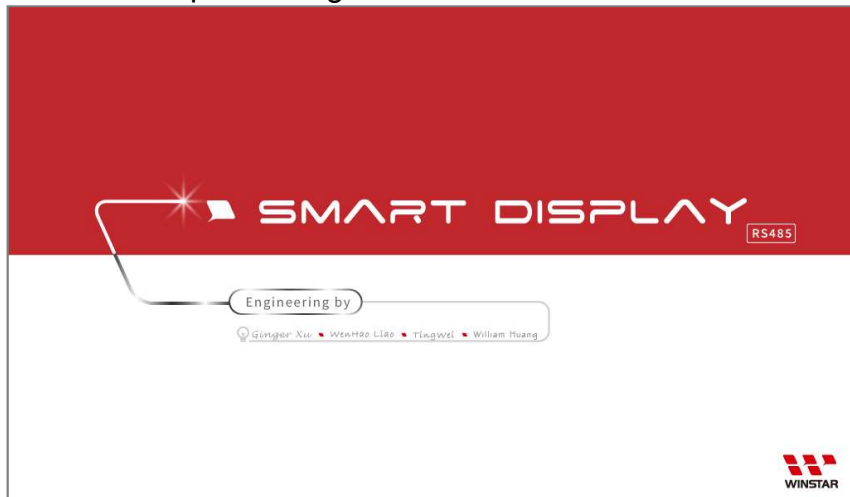 SMART DISPLAY
RS485
Engineering by
Ginger Xu ▪ WenHao Liao ▪ TingWei ▪ William Huang
WINSTAR